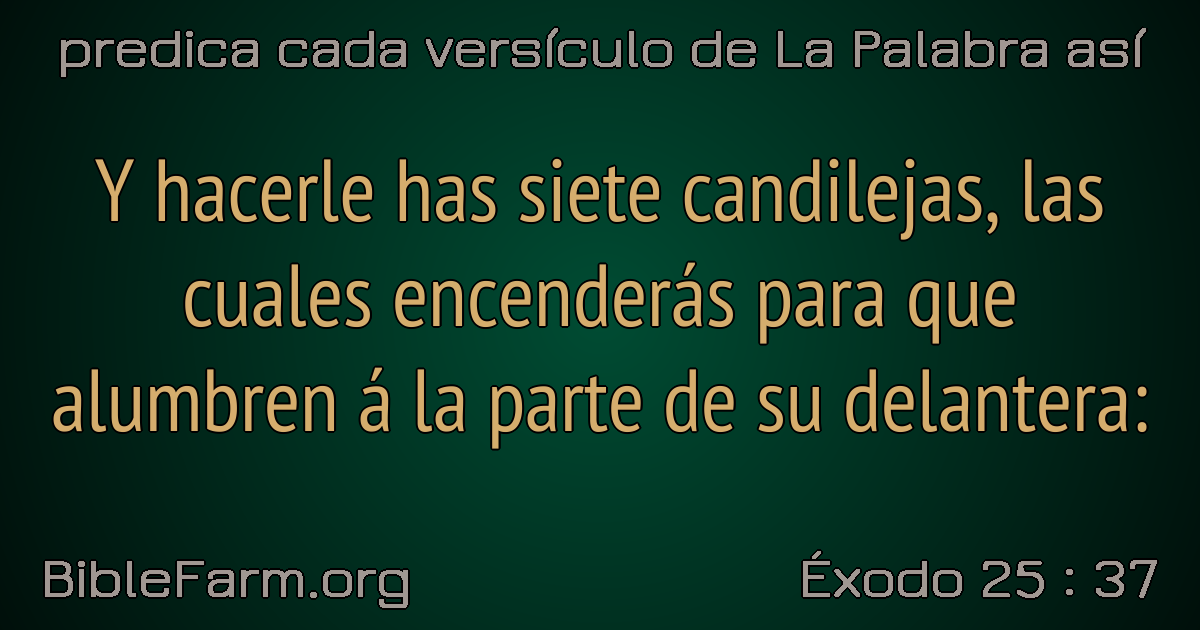 predica cada versículo de La Palabra así
Y hacerle has siete candilejas, las
cuales encenderás para que
alumbren á la parte de su delantera:
BibleFarm.org
Éxodo 25 : 37